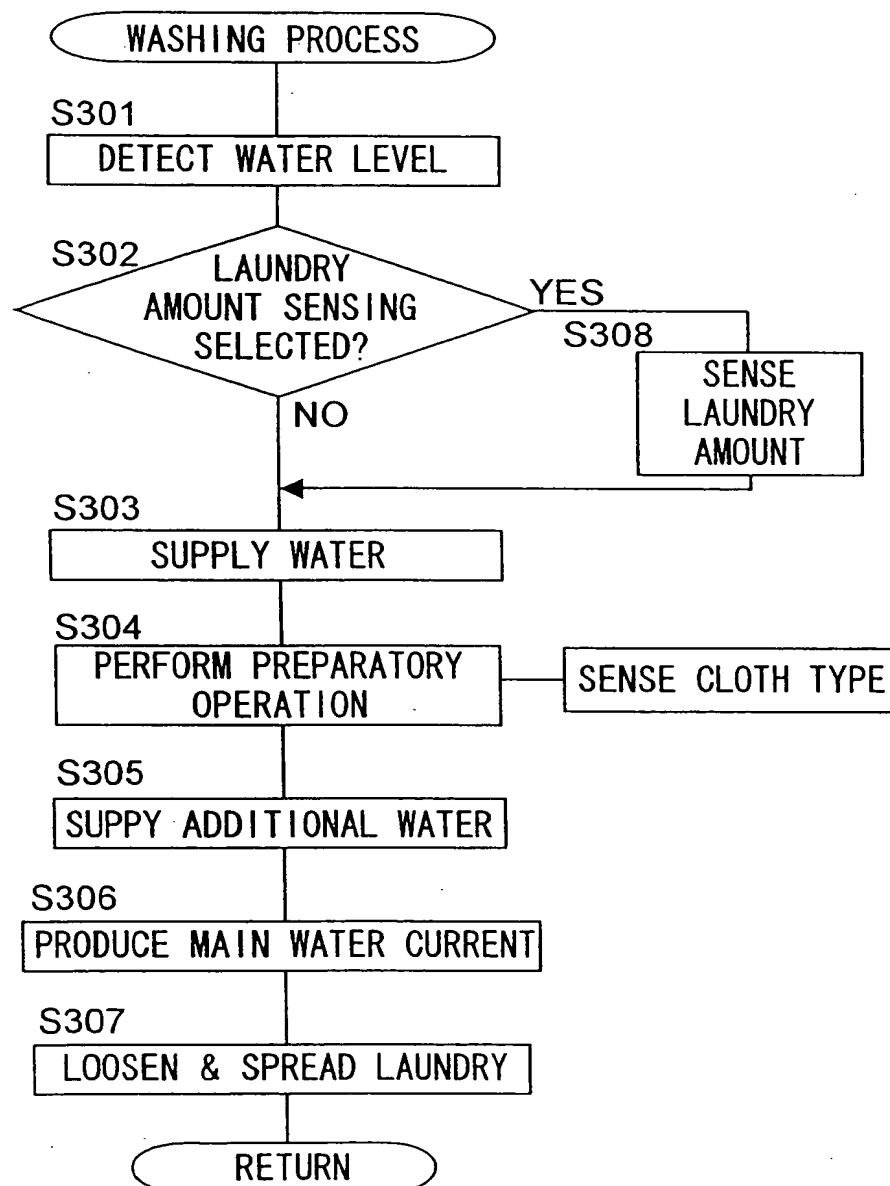 WASHING PROCESS
S301
DETECT WATER LEVEL
S302
LAUNDRY
AMOUNT SENSING
SELECTED?
YES
S308
SENSE
LAUNDRY
AMOUNT
NO
S303
SUPPLY WATER
S304
PERFORM PREPARATORY
OPERATION
SENSE CLOTH TYPE
S305
SUPPY ADDITIONAL WATER
S306
PRODUCE MAIN WATER CURRENT
S307
LOOSEN & SPREAD LAUNDRY
RETURN